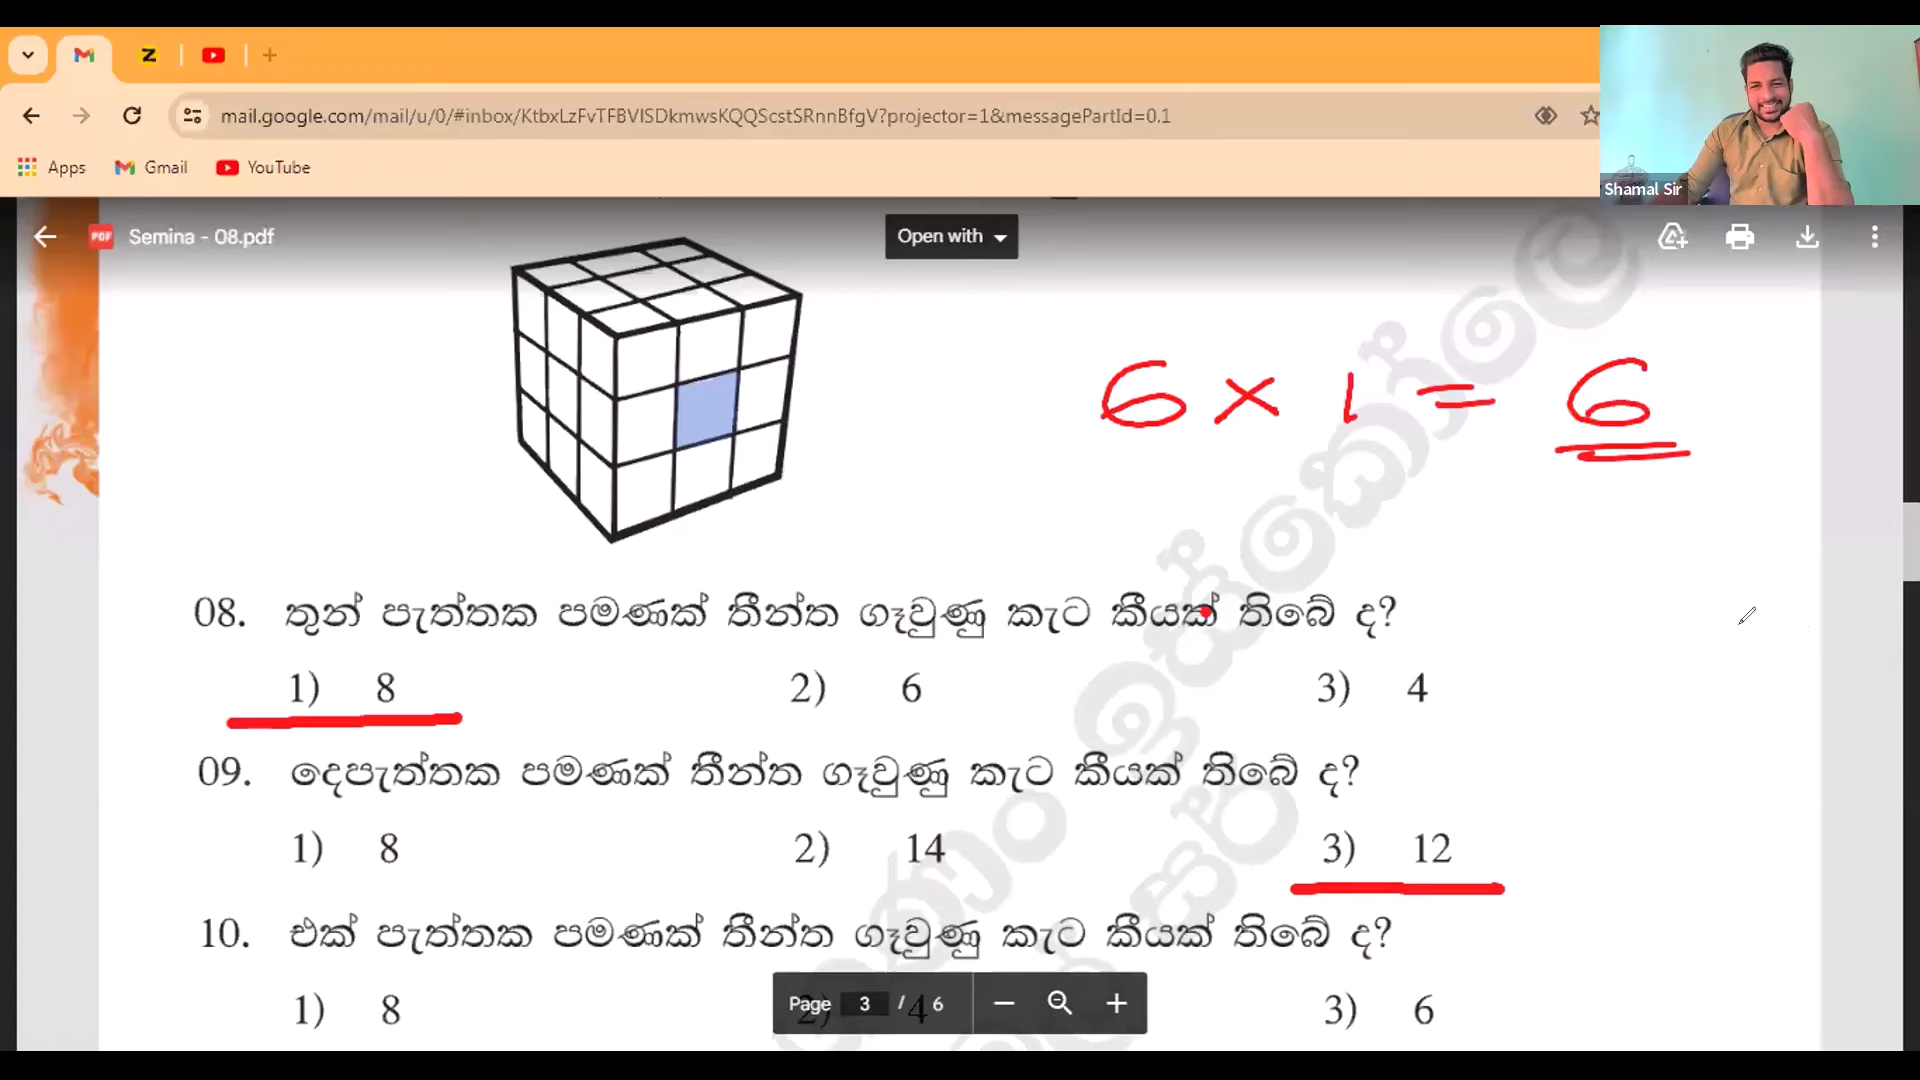 mail.google.com/mail/u/0/#inbox/KtbxLzFvTFBVlSDkmwsKQQScstSRnnBfgV?projector=1&messagePartId=0.1
Apps Gmail YouTube
Shamal Sir
PDF Semina - 08.pdf
Open with
6 × 1 = 6
08. තුන් පැත්තක පමණක් තීන්ත ගෑවුණු කැට කීයක් තිබේ ද?
1) 8 2) 6 3) 4
09. දෙපැත්තක පමණක් තීන්ත ගෑවුණු කැට කීයක් තිබේ ද?
1) 8 2) 14 3) 12
10. එක් පැත්තක පමණක් තීන්ත ගෑවුණු කැට කීයක් තිබේ ද?
1) 8 2) 4 3) 6
Page 3 / 6